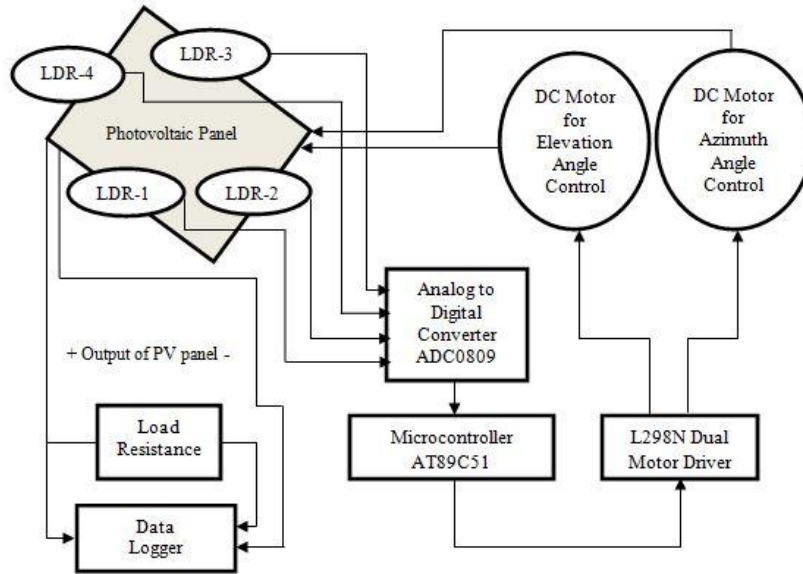 LDR-3
LDR-4
Photovoltaic Panel
LDR-1
LDR-2
DC Motor
for
Elevation
Angle
Control
DC Motor
for
Azimuth
Angle
Control
Analog to
Digital
Converter
ADC0809
+ Output of PV panel -
Load
Resistance
Microcontroller
AT89C51
L298N Dual
Motor Driver
Data
Logger